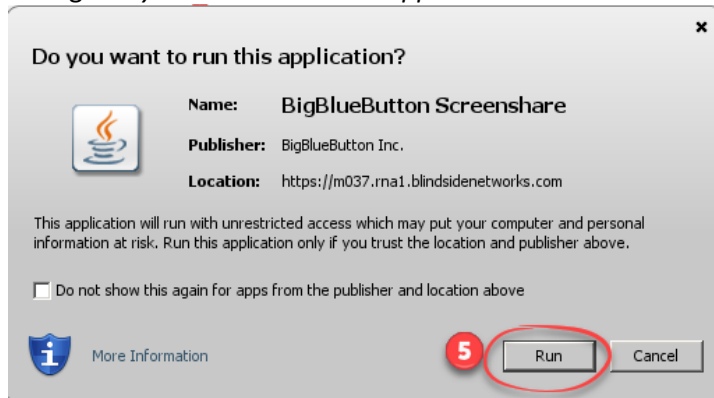 Do you want to run this application?
Name: BigBlueButton Screenshare
Publisher: BigBlueButton Inc.
Location: https://m037.rna1.blindsidenetworks.com
This application will run with unrestricted access which may put your computer and personal
information at risk. Run this application only if you trust the location and publisher above.
Do not show this again for apps from the publisher and location above
More Information
5
Run
Cancel